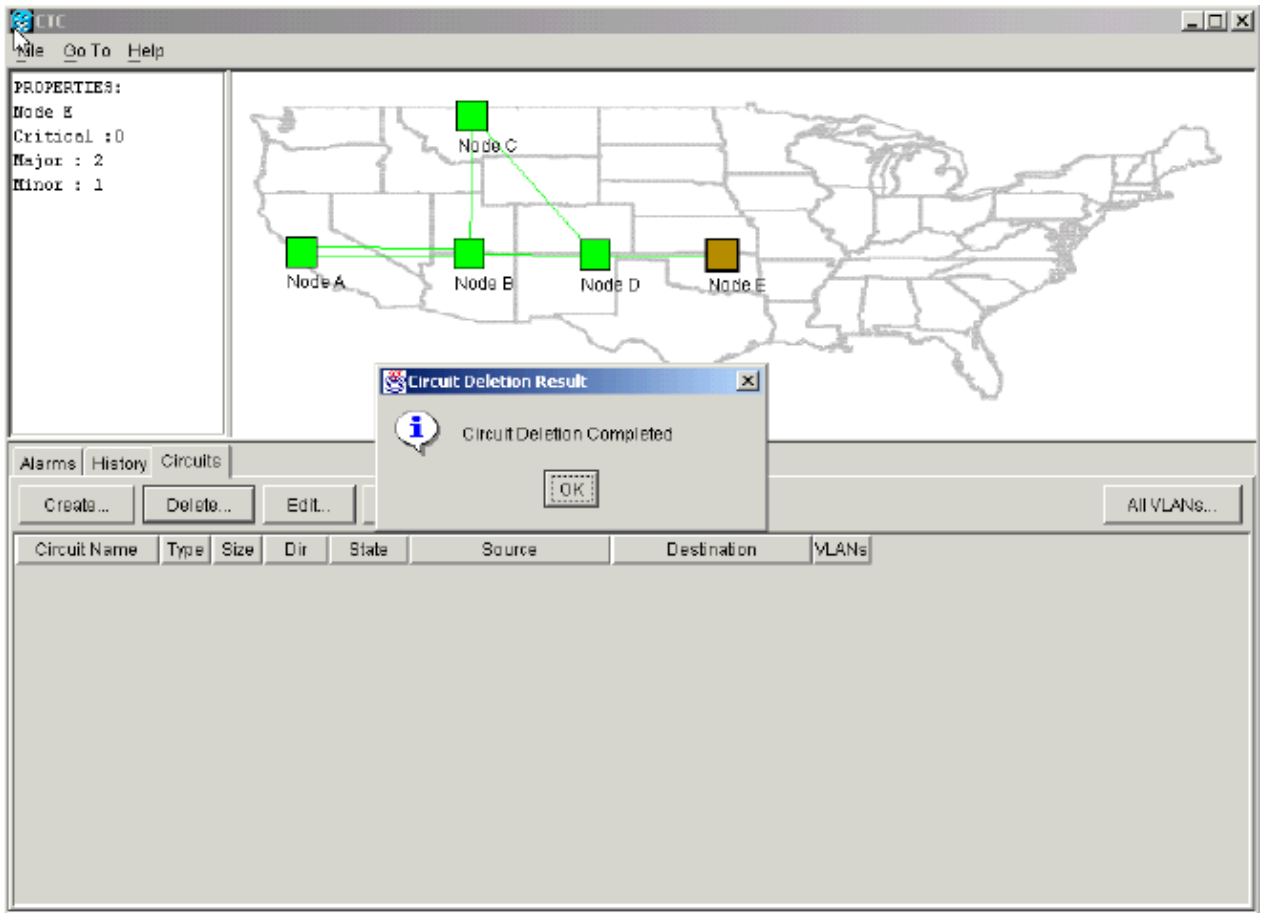 CTC
File Go To Help
PROPERTIES:
Node E
Critical :0
Major : 2
Minor : 1
Node C
Node A
Node B
Node D
Node E
Circuit Deletion Result
Circuit Deletion Completed
OK
Alarms History Circuits
Create... Delete... Edit... All VLANs...
Circuit Name Type Size Dir State Source Destination VLANs